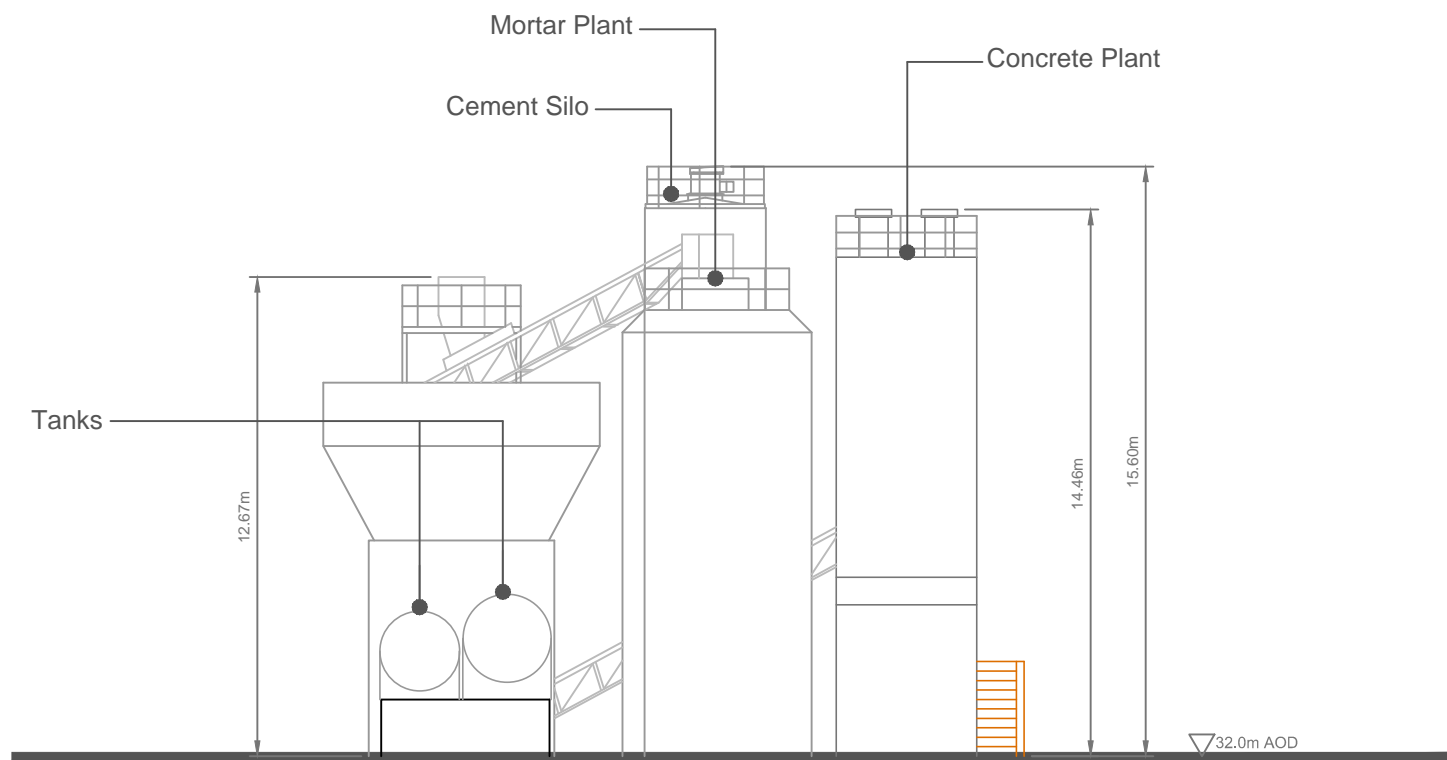 Mortar Plant
Concrete Plant
Cement Silo
Tanks
12.67m
14.46m
15.60m
32.0m AOD